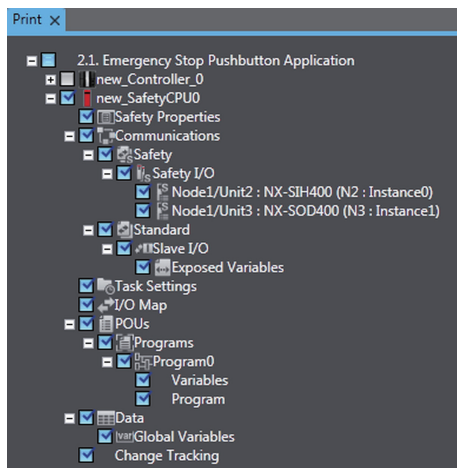 Print ×
2.1. Emergency Stop Pushbutton Application
new_Controller_0
new_SafetyCPU0
Safety Properties
Communications
Safety
Safety I/O
Node1/Unit2 : NX-SIH400 (N2 : Instance0)
Node1/Unit3 : NX-SOD400 (N3 : Instance1)
Standard
Slave I/O
Exposed Variables
Task Settings
I/O Map
POUs
Programs
Program0
Variables
Program
Data
Global Variables
Change Tracking